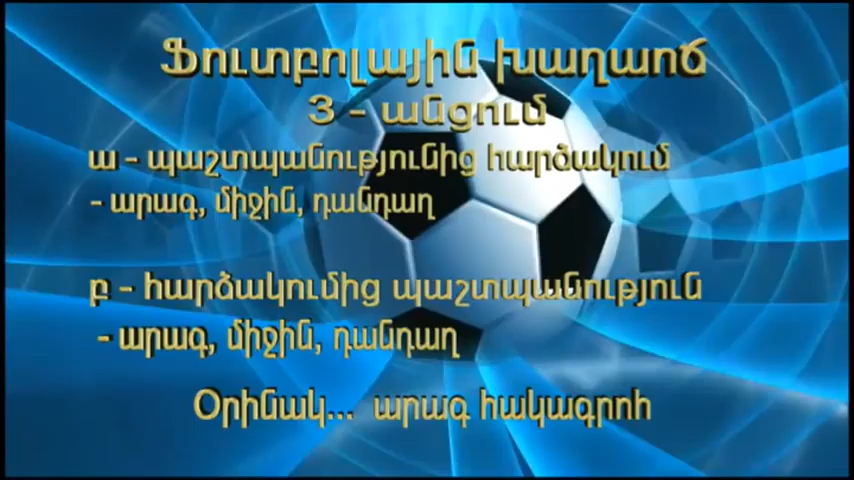 Ֆուտբոլային խաղաոճ
3 - անցում
ա - պաշտպանությունից հարձակում
- արագ, միջին, դանդաղ
բ - հարձակումից պաշտպանություն
- արագ, միջին, դանդաղ
Օրինակ... արագ հակագրոհ